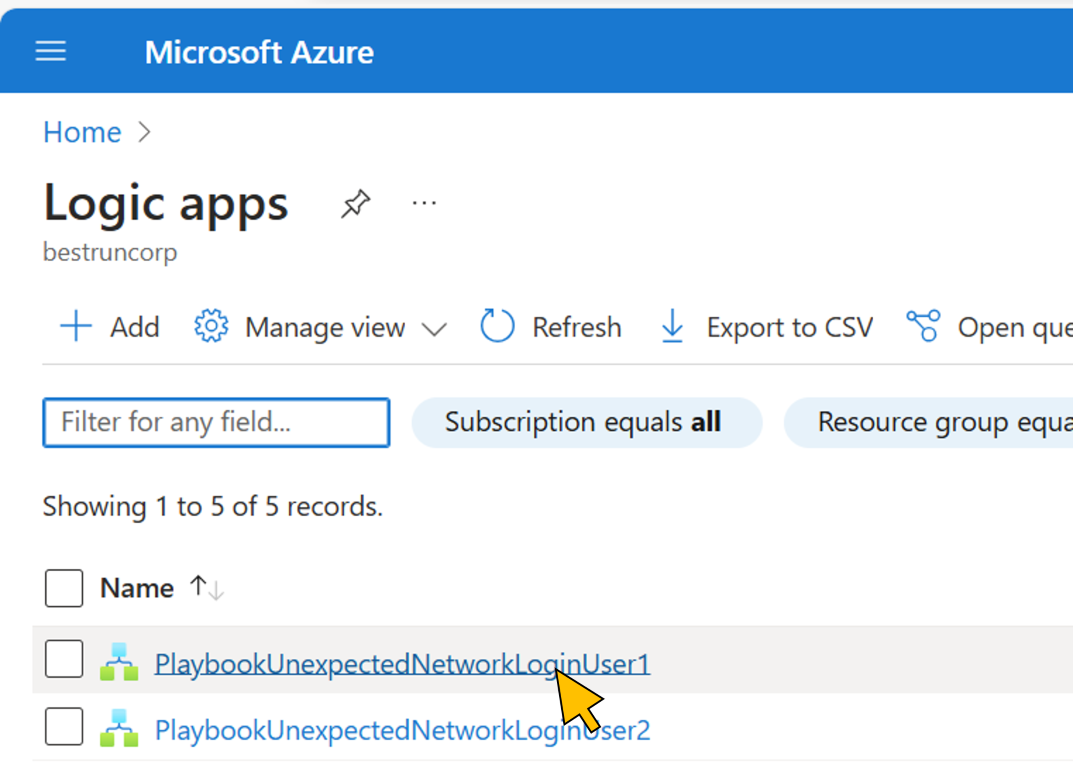 Microsoft Azure
Home
Logic apps
bestruncorp
Add Manage view Refresh Export to CSV Open que
Filter for any field... Subscription equals all Resource group equa
Showing 1 to 5 of 5 records.
Name
PlaybookUnexpectedNetworkLoginUser1
PlaybookUnexpectedNetworkLoginUser2